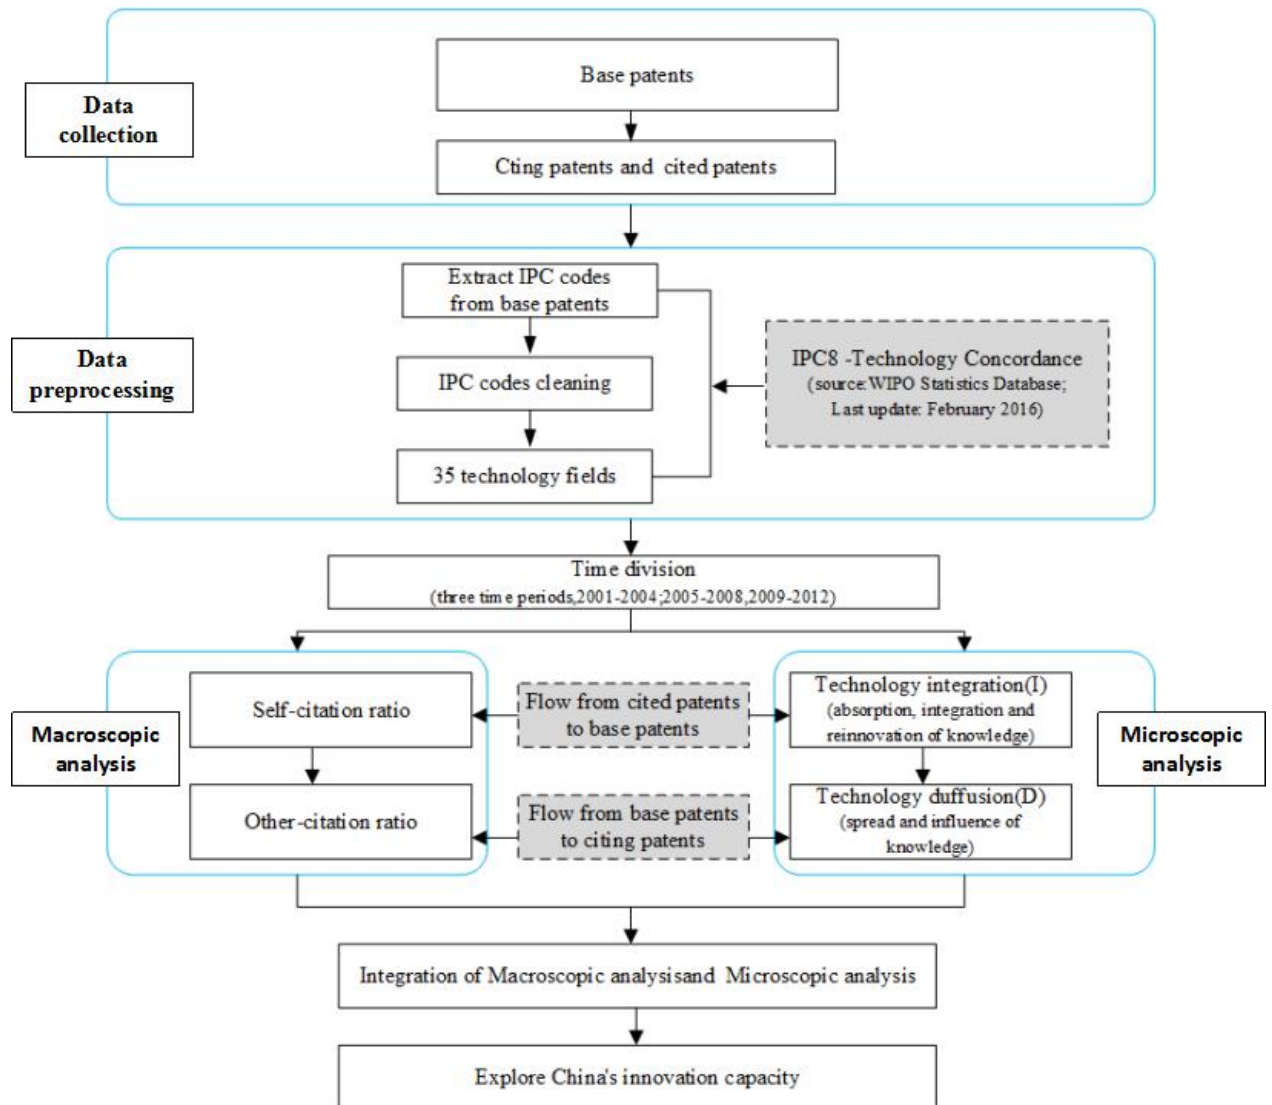 Base patents
Data
collection
Cting patents and cited patents
Extract IPC codes
from base patents
Data
preprocessing
IPC codes cleaning
IPC8 -Technology Concordance
(source:WIPO Statistics Database;
Last update: February 2016)
35 technology fields
Time division
(three time periods,2001-2004;2005-2008,2009-2012)
Macroscopic
analysis
Self-citation ratio
Other-citation ratio
Flow from cited patents
to base patents
Flow from base patents
to citing patents
Technology integration(I)
(absorption, integration and
reinnovation of knowledge)
Technology duffusion(D)
(spread and influence of
knowledge)
Microscopic
analysis
Integration of Macroscopic analysisand Microscopic analysis
Explore China's innovation capacity